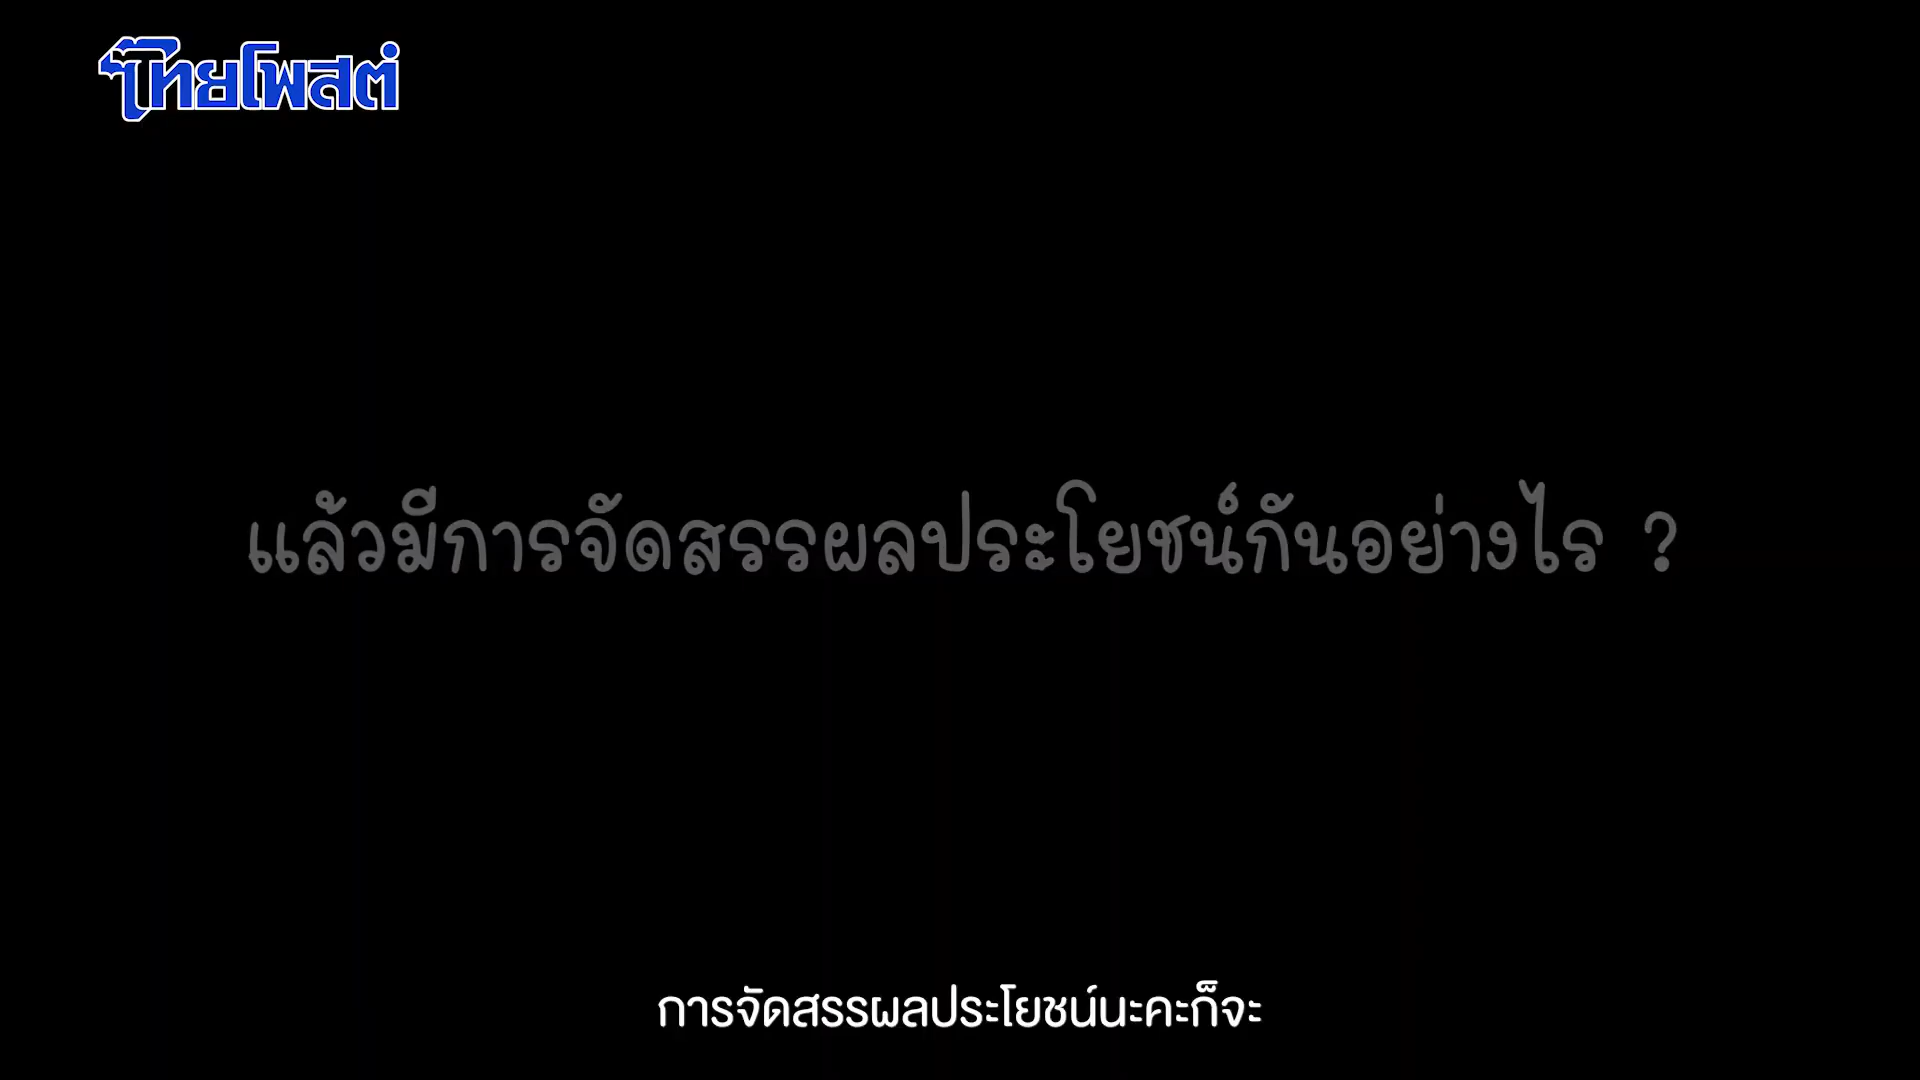 ไทยโพสต์
แล้วมีการจัดสรรผลประโยชน์กันอย่างไร ?
การจัดสรรผลประโยชน์นะคะก็จะ